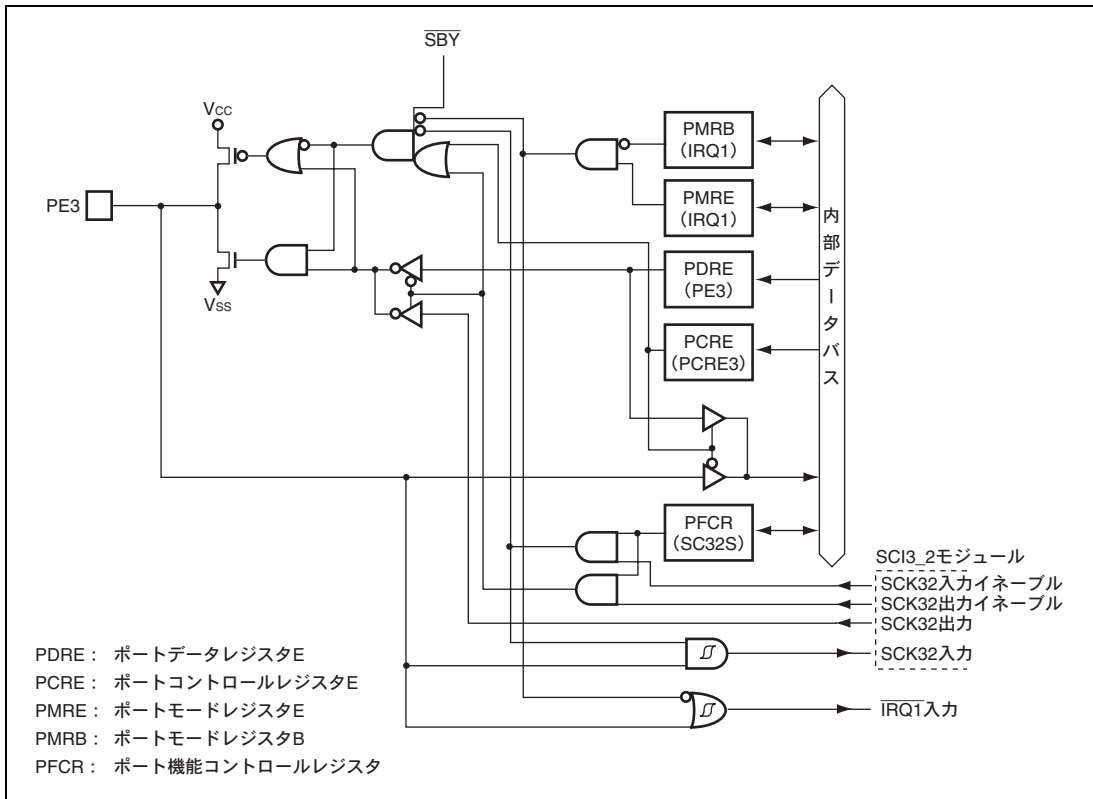 SBY
VCC
PE3
VSS
PMRB
(IRQ1)
PMRE
(IRQ1)
PDRE
(PE3)
PCRE
(PCRE3)
PFCR
(SC32S)
内部データバス
SCI3_2モジュール
SCK32入力イネーブル
SCK32出力イネーブル
SCK32出力
SCK32入力
IRQ1入力
PDRE： ポートデータレジスタE
PCRE： ポートコントロールレジスタE
PMRE： ポートモードレジスタE
PMRB： ポートモードレジスタB
PFCR： ポート機能コントロールレジスタ